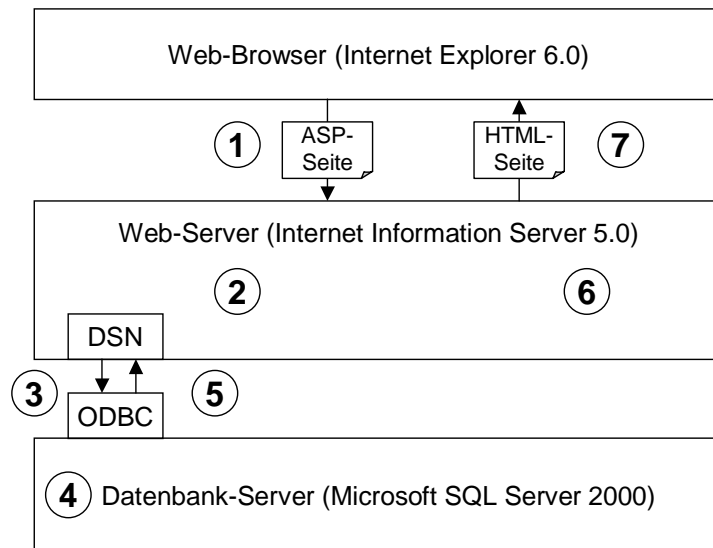 Web-Browser (Internet Explorer 6.0)
1
ASP-
Seite
HTML-
Seite
7
Web-Server (Internet Information Server 5.0)
2
6
DSN
3
5
ODBC
4 Datenbank-Server (Microsoft SQL Server 2000)